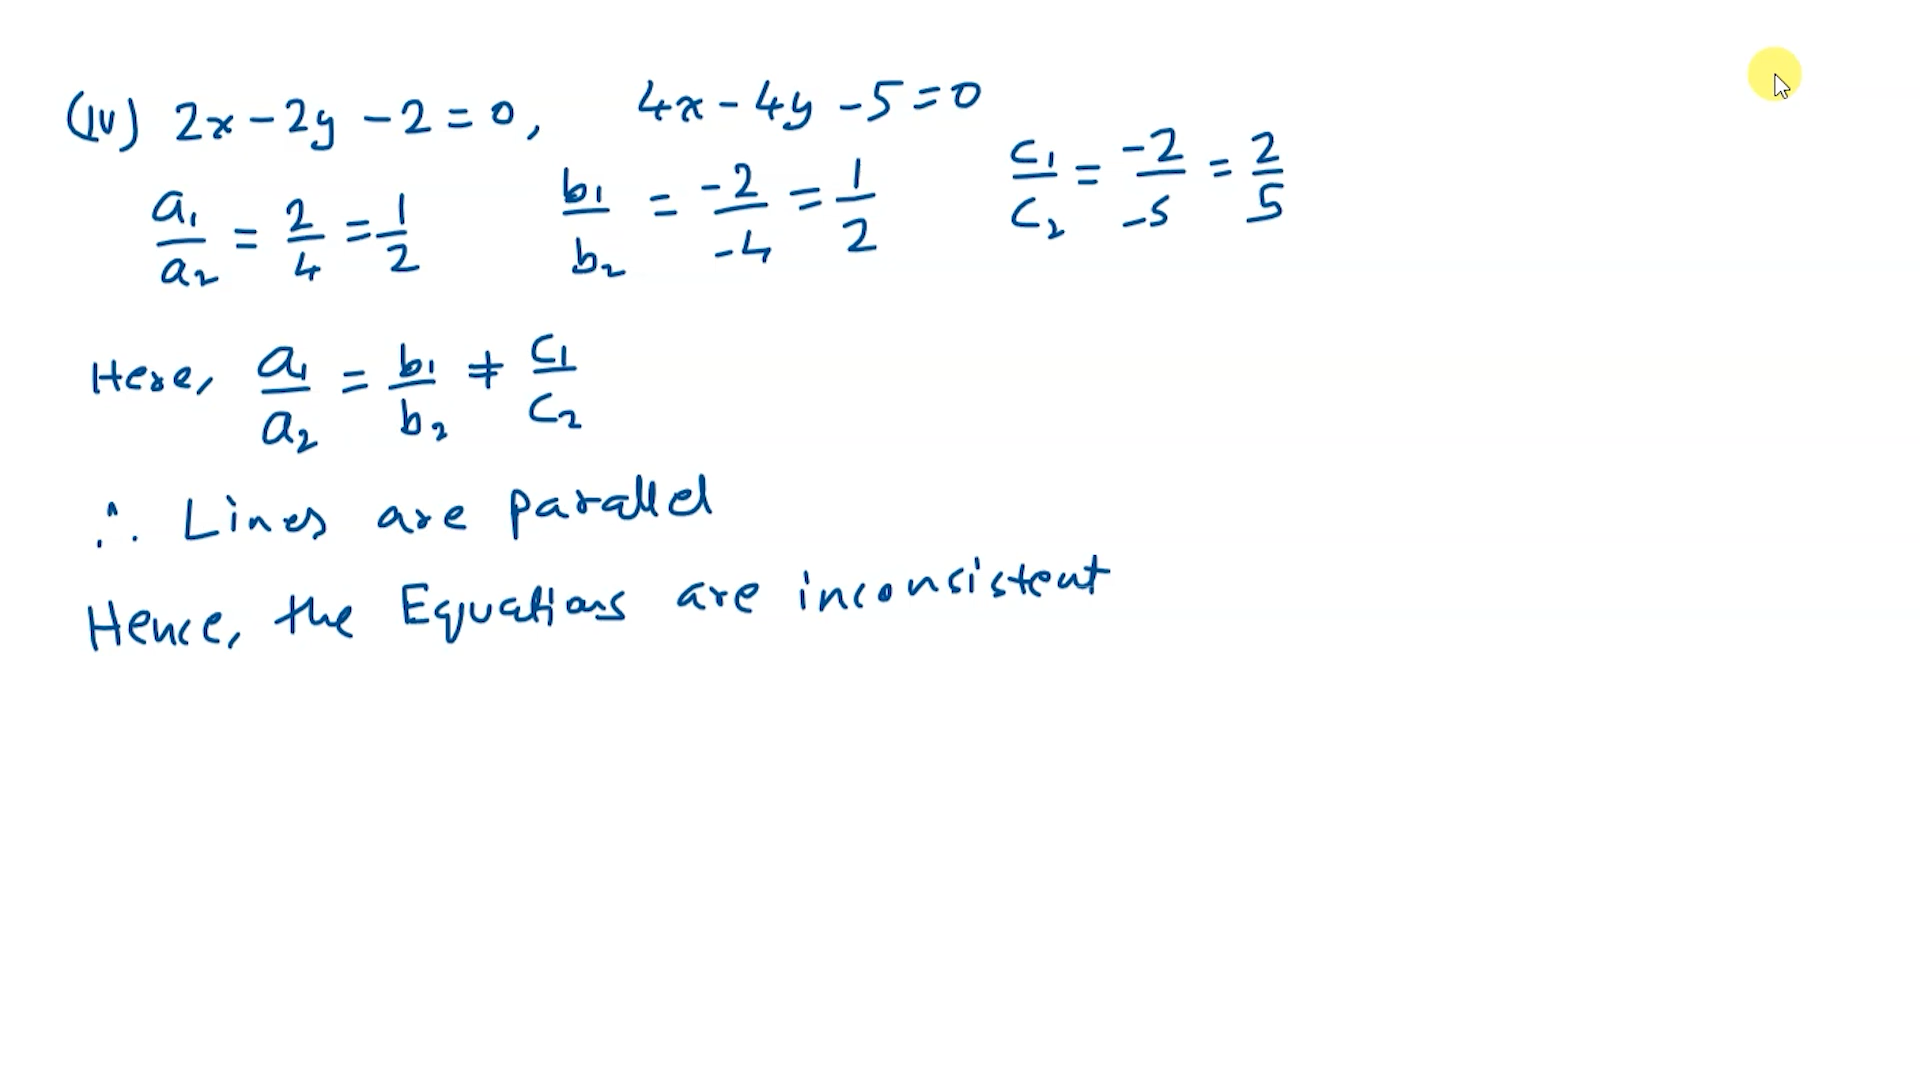 (iv) 2x - 2y - 2 = 0, 4x - 4y - 5 = 0
a₁/a₂ = 2/4 = 1/2 b₁/b₂ = -2/-4 = 1/2 c₁/c₂ = -2/-5 = 2/5
Here, a₁/a₂ = b₁/b₂ ≠ c₁/c₂
∴ Lines are parallel
Hence, the Equations are inconsistent